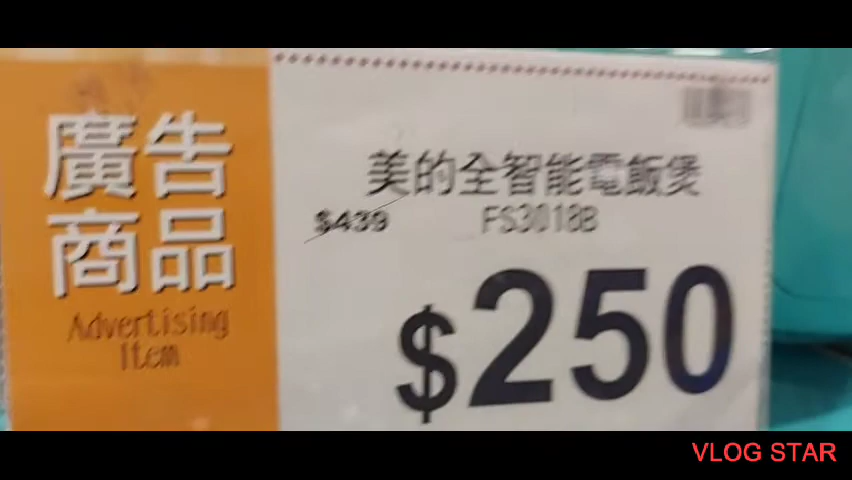 廣告
商品
Advertising
Item
美的全智能電飯煲
$439
FS3018B
$250
VLOG STAR